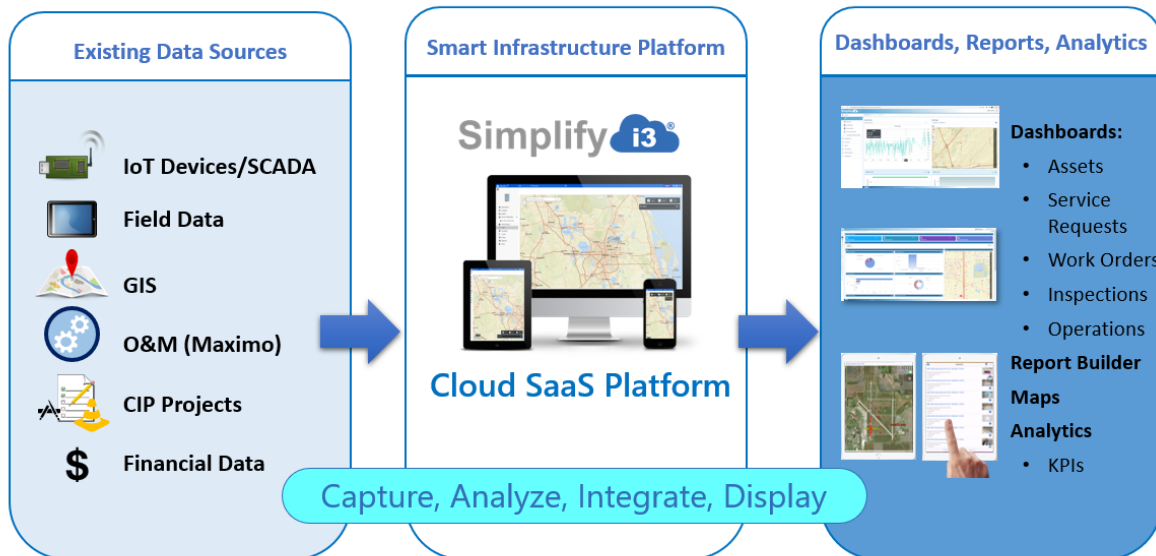 Existing Data Sources
IoT Devices/SCADA
Field Data
GIS
O&M (Maximo)
CIP Projects
$
Financial Data
Smart Infrastructure Platform
Simplify i3®
Cloud SaaS Platform
Dashboards, Reports, Analytics
Dashboards:
• Assets
• Service
Requests
• Work Orders
• Inspections
• Operations
Report Builder
Maps
Analytics
• KPIs
Capture, Analyze, Integrate, Display